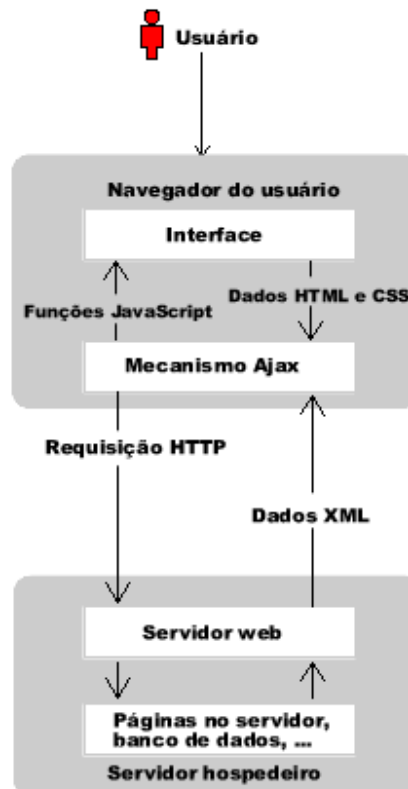 Usuário
Navegador do usuário
Interface
Funções JavaScript
Dados HTML e CSS
Mecanismo Ajax
Requisição HTTP
Dados XML
Servidor web
Páginas no servidor,
banco de dados, ...
Servidor hospedeiro